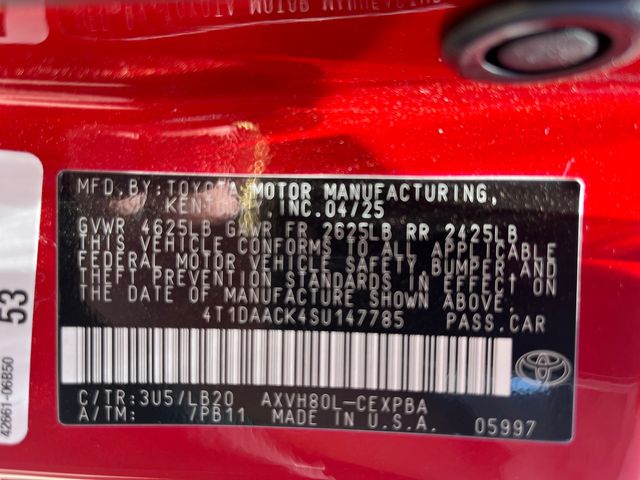 MFD. BY: TOYOTA MOTOR MANUFACTURING,
INC. 04/25
GVWR 4625LB GAWR FR 2625LB RR 2425LB
THIS VEHICLE CONFORMS TO ALL APPLICABLE
FEDERAL MOTOR VEHICLE SAFETY, BUMPER AND
THEFT PREVENTION STANDARDS IN EFFECT ON
THE DATE OF MANUFACTURE SHOWN ABOVE.
4T1DAACK4SU147785 PASS.CAR
C/TR: 3U5/LB20 AXVH80L-CEXPBA
A/TM: 7PB11 MADE IN U.S.A. 05997
53
42661-06B50